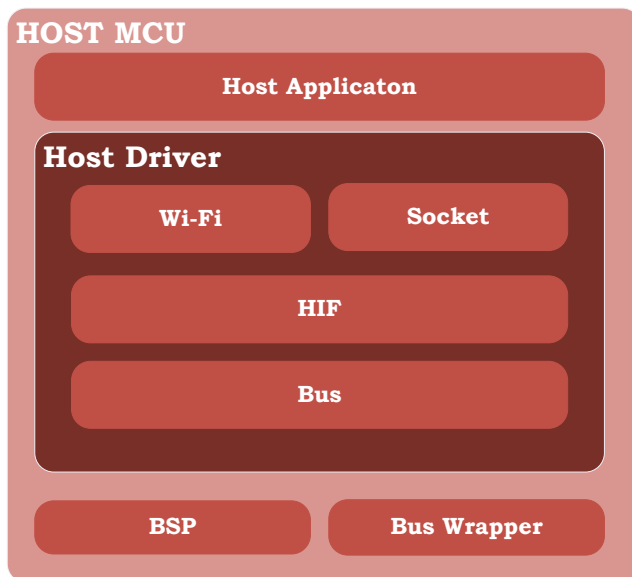 HOST MCU
Host Applicaton
Host Driver
Wi-Fi
Socket
HIF
Bus
BSP
Bus Wrapper